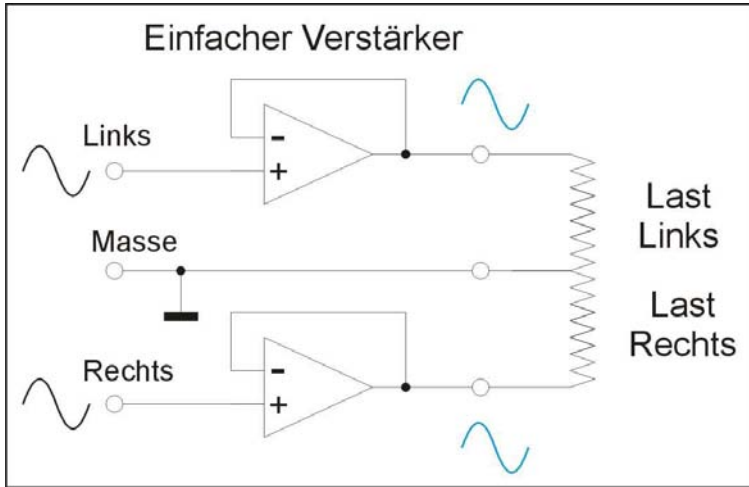 Einfacher Verstärker
Links
-
+
Masse
Last
Links
Last
Rechts
Rechts
-
+